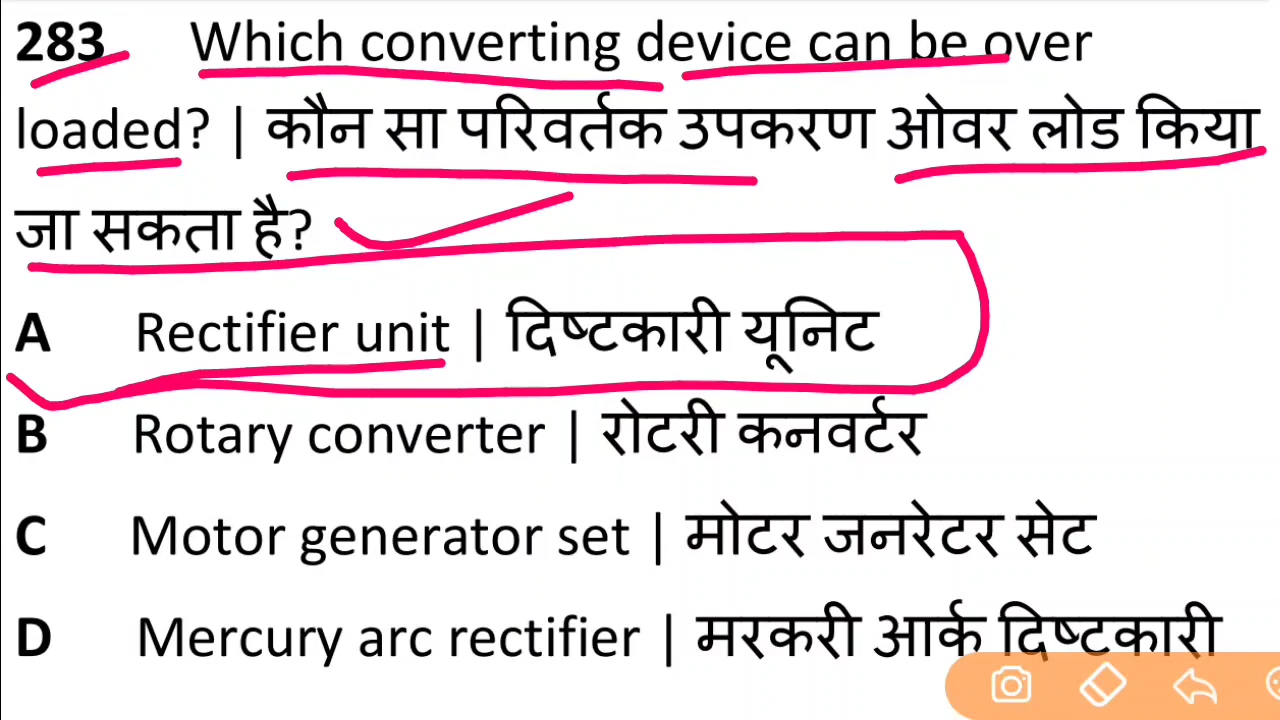 283 Which converting device can be over
loaded? | कौन सा परिवर्तक उपकरण ओवर लोड किया
जा सकता है?
A Rectifier unit | दिष्टकारी यूनिट
B Rotary converter | रोटरी कनवर्टर
C Motor generator set | मोटर जनरेटर सेट
D Mercury arc rectifier | मरकरी आर्क दिष्टकारी